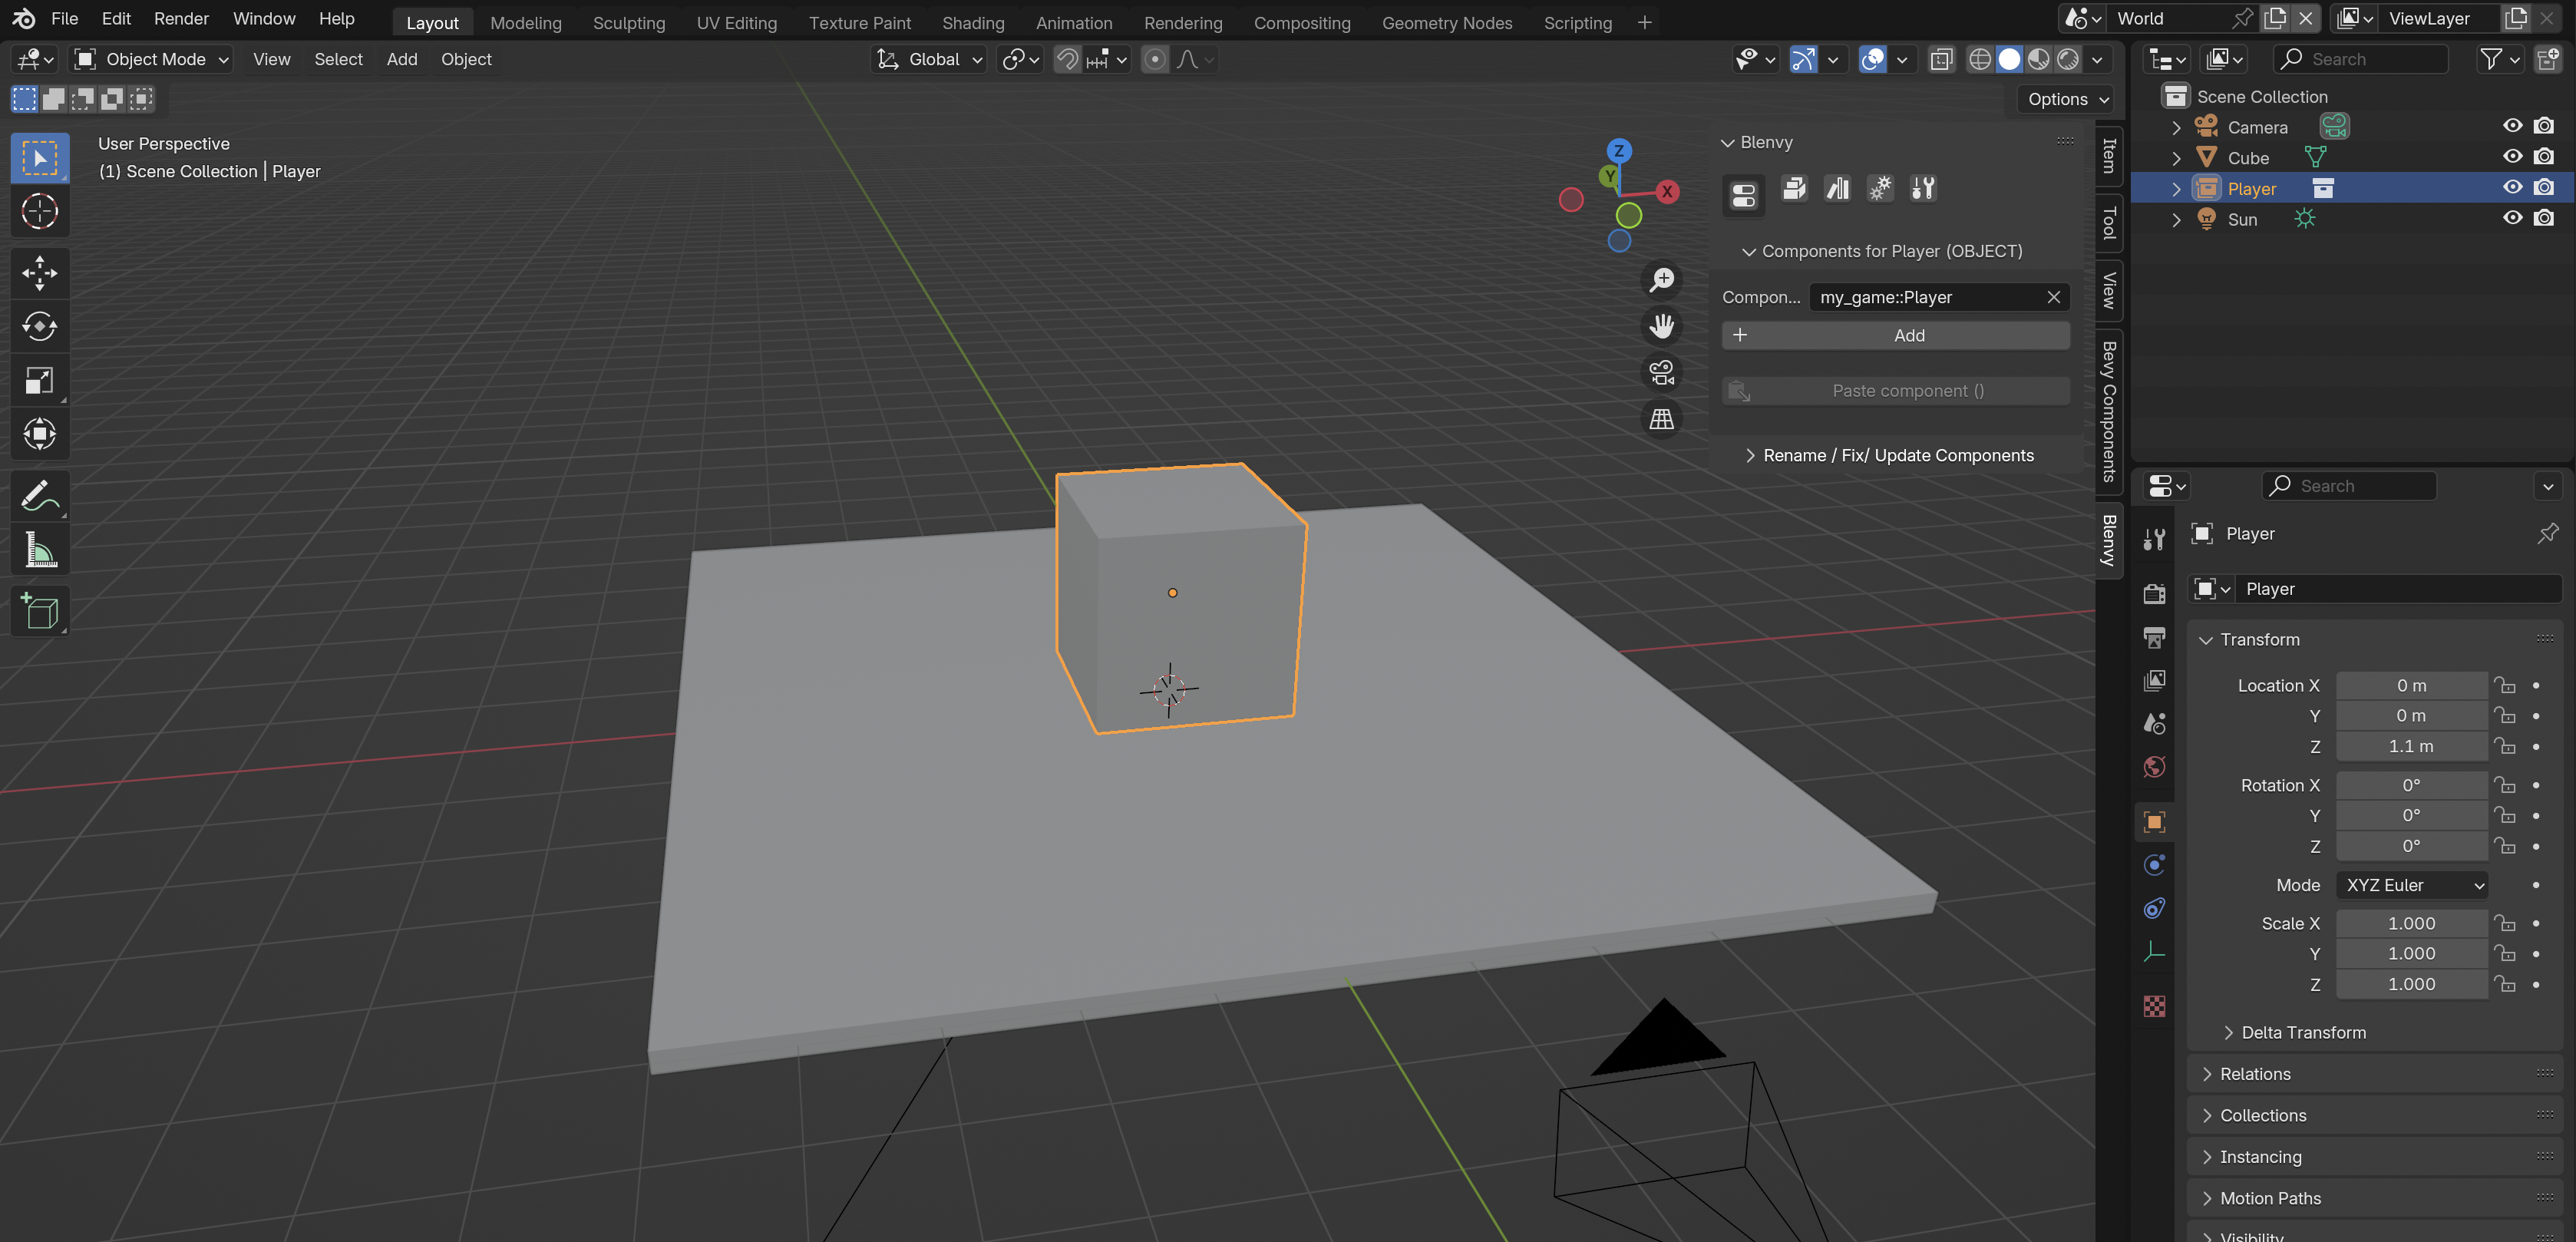 File Edit Render Window Help Layout Modeling Sculpting UV Editing Texture Paint Shading Animation Rendering Compositing Geometry Nodes Scripting + World ViewLayer
Object Mode View Select Add Object Global Search
Options
User Perspective
(1) Scene Collection | Player
Z
Y
X
Blenvy
Components for Player (OBJECT)
Compon... my_game::Player
Add
Paste component ()
Rename / Fix/ Update Components
Item
Tool
View
Bevy Components
Blenvy
Scene Collection
Camera
Cube
Player
Sun
Search
Player
Player
Transform
Location X 0 m
Y 0 m
Z 1.1 m
Rotation X 0°
Y 0°
Z 0°
Mode XYZ Euler
Scale X 1.000
Y 1.000
Z 1.000
Delta Transform
Relations
Collections
Instancing
Motion Paths
Visibility